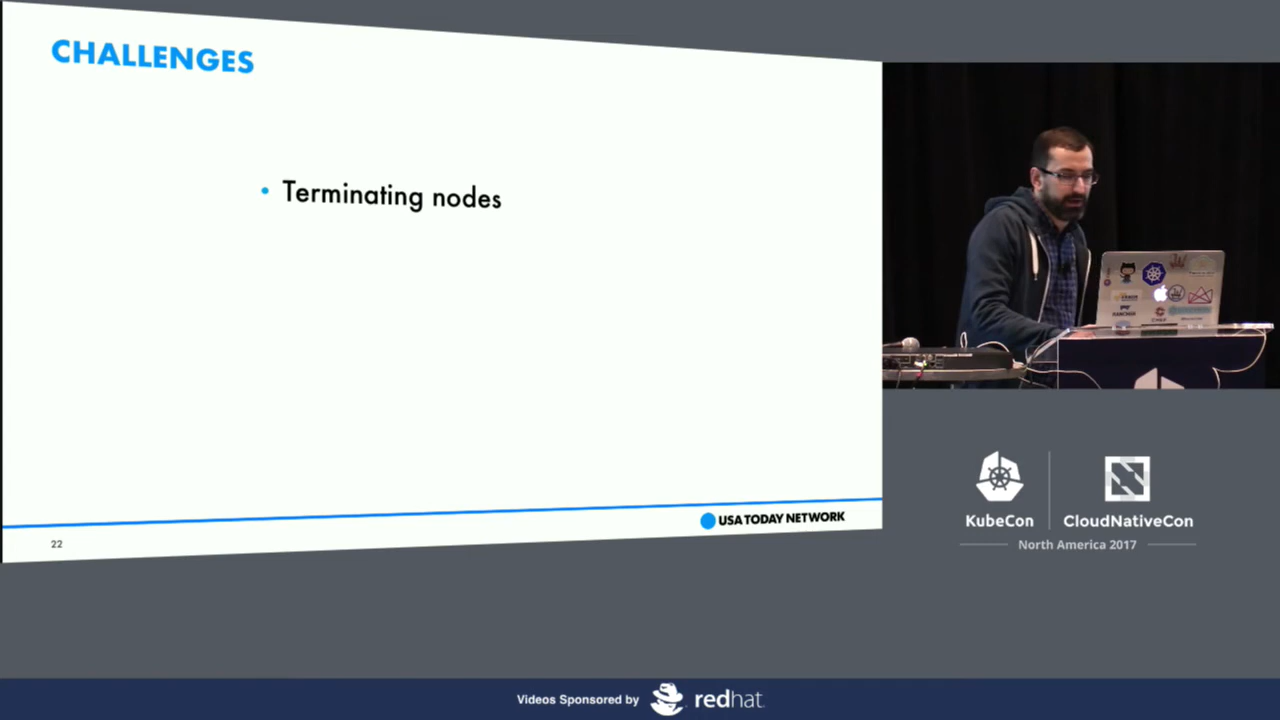 CHALLENGES
• Terminating nodes
USA TODAY NETWORK
22
KubeCon
CloudNativeCon
North America 2017
Videos Sponsored by
redhat